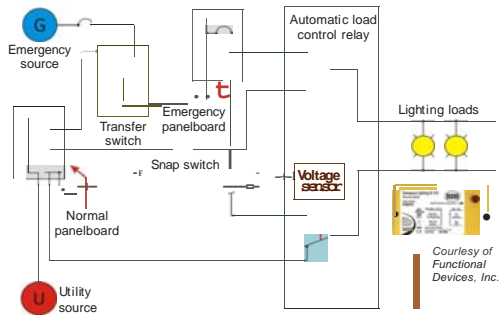 G
Emergency
source
Automatic load
control relay
Emergency
panelboard
Transfer
switch
Lighting loads
Snap switch
Voltage
sensor
Normal
panelboard
Courtesy of
Functional
Devices, Inc.
U
Utility
source